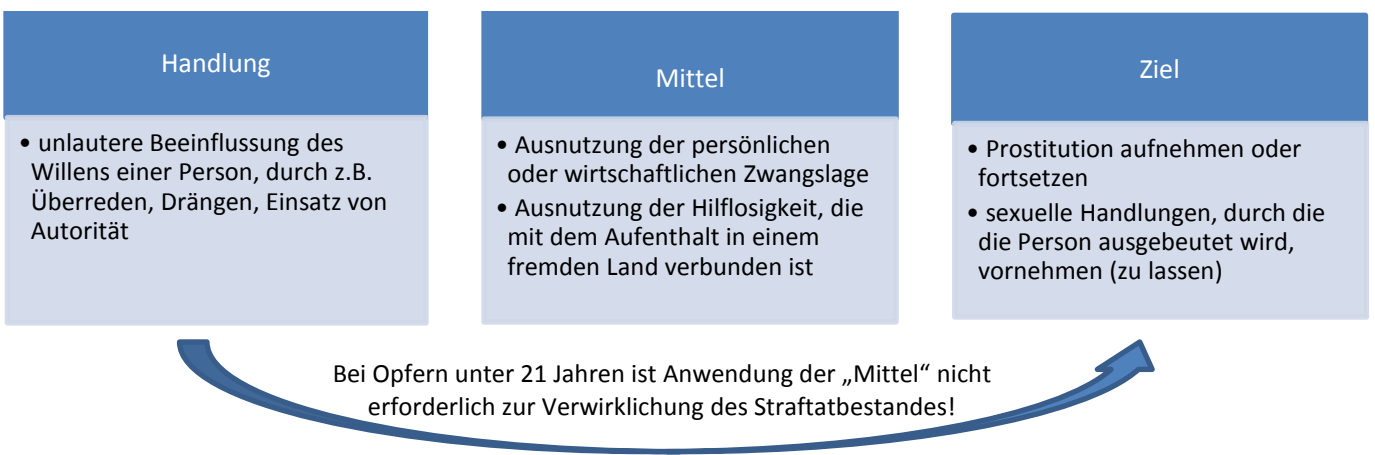 Handlung
• unlautere Beeinflussung des
Willens einer Person, durch z.B.
Überreden, Drängen, Einsatz von
Autorität
Mittel
• Ausnutzung der persönlichen
oder wirtschaftlichen Zwangslage
• Ausnutzung der Hilflosigkeit, die
mit dem Aufenthalt in einem
fremden Land verbunden ist
Ziel
• Prostitution aufnehmen oder
fortsetzen
• sexuelle Handlungen, durch die
die Person ausgebeutet wird,
vornehmen (zu lassen)
Bei Opfern unter 21 Jahren ist Anwendung der „Mittel“ nicht
erforderlich zur Verwirklichung des Straftatbestandes!